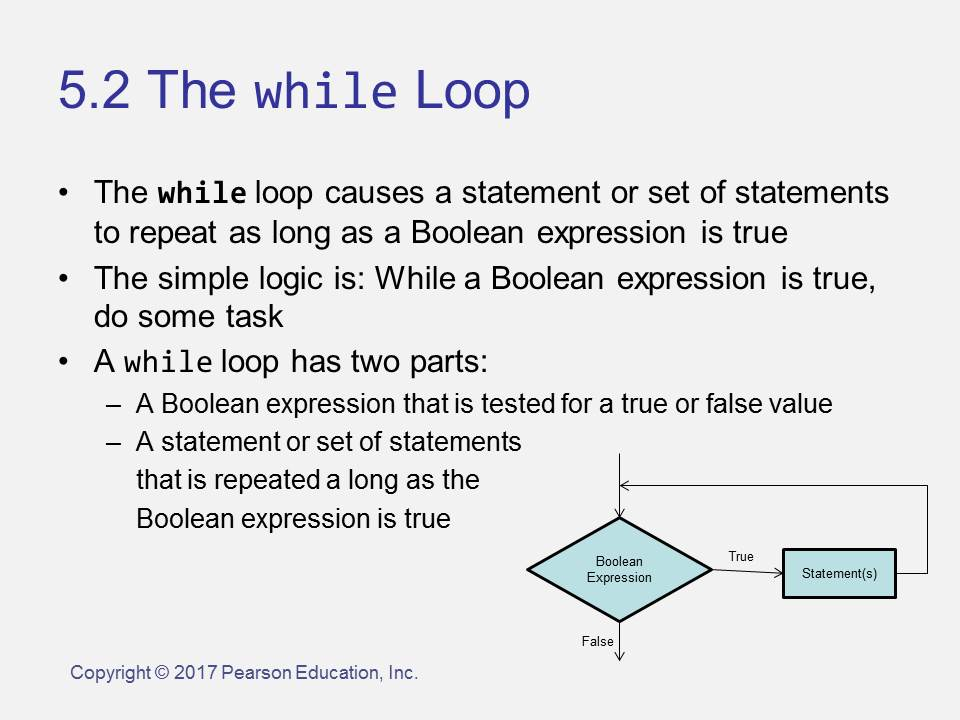 5.2 The while Loop
• The while loop causes a statement or set of statements
to repeat as long as a Boolean expression is true
• The simple logic is: While a Boolean expression is true,
do some task
• A while loop has two parts:
– A Boolean expression that is tested for a true or false value
– A statement or set of statements
that is repeated a long as the
Boolean expression is true
Boolean
Expression
True
Statement(s)
False
Copyright © 2017 Pearson Education, Inc.